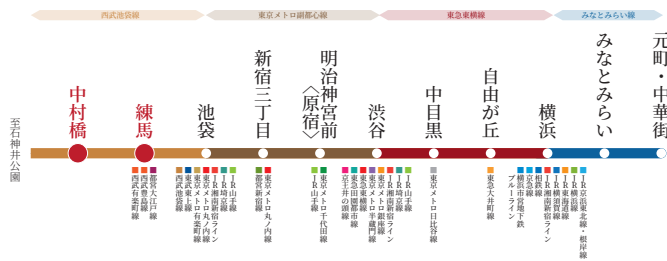 西武池袋線
東京メトロ副都心線
東急東横線
みなとみらい線
至石神井公園
中村橋
練馬
池袋
新宿三丁目
明治神宮前
〈原宿〉
渋谷
中目黒
自由が丘
横浜
みなとみらい
元町・中華街
西武有楽町線
西武豊島線
都営大江戸線
西武池袋線
東武東上線
東京メトロ有楽町線
東京メトロ丸ノ内線
JR湘南新宿ライン
JR埼京線
JR山手線
都営新宿線
東京メトロ丸ノ内線
JR山手線
東京メトロ千代田線
京王井の頭線
東急田園都市線
東急東横線
東京メトロ半蔵門線
東京メトロ銀座線
JR湘南新宿ライン
JR埼京線
JR山手線
東京メトロ日比谷線
東急大井町線
横浜市営地下鉄
ブルーライン
京急線
相鉄線
JR湘南新宿ライン
JR横須賀線
JR東海道線
JR横浜線
JR京浜東北線・根岸線